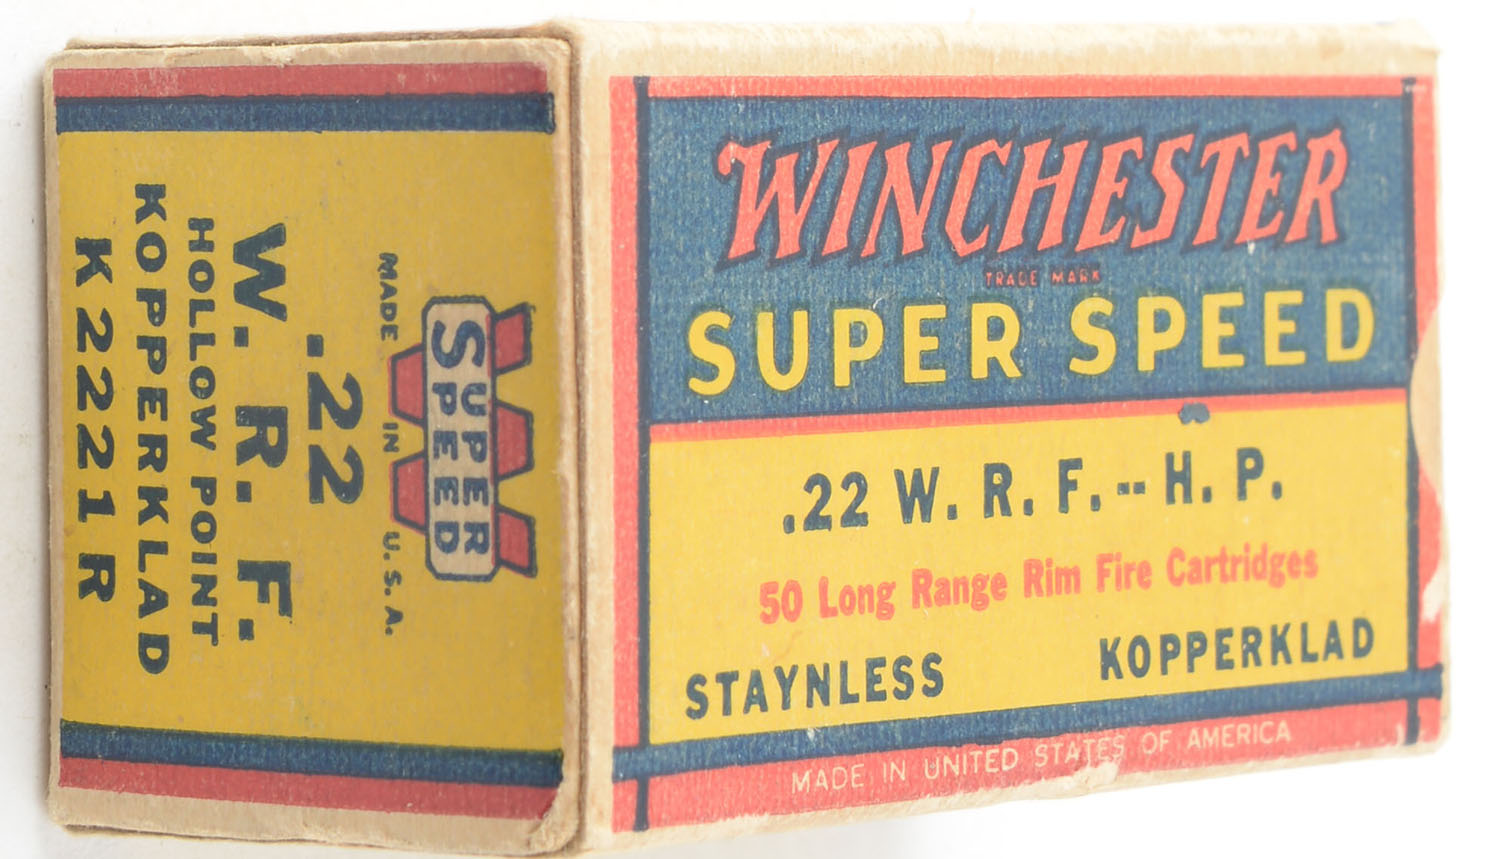 WINCHESTER
TRADE MARK
SUPER SPEED
.22 W. R. F. -- H. P.
50 Long Range Rim Fire Cartridges
STAYNLESS KOPPERKLAD
MADE IN UNITED STATES OF AMERICA
SUPER
SPEED
MADE IN U.S.A.
.22
W. R. F.
HOLLOW POINT
KOPPERKLAD
K2221R